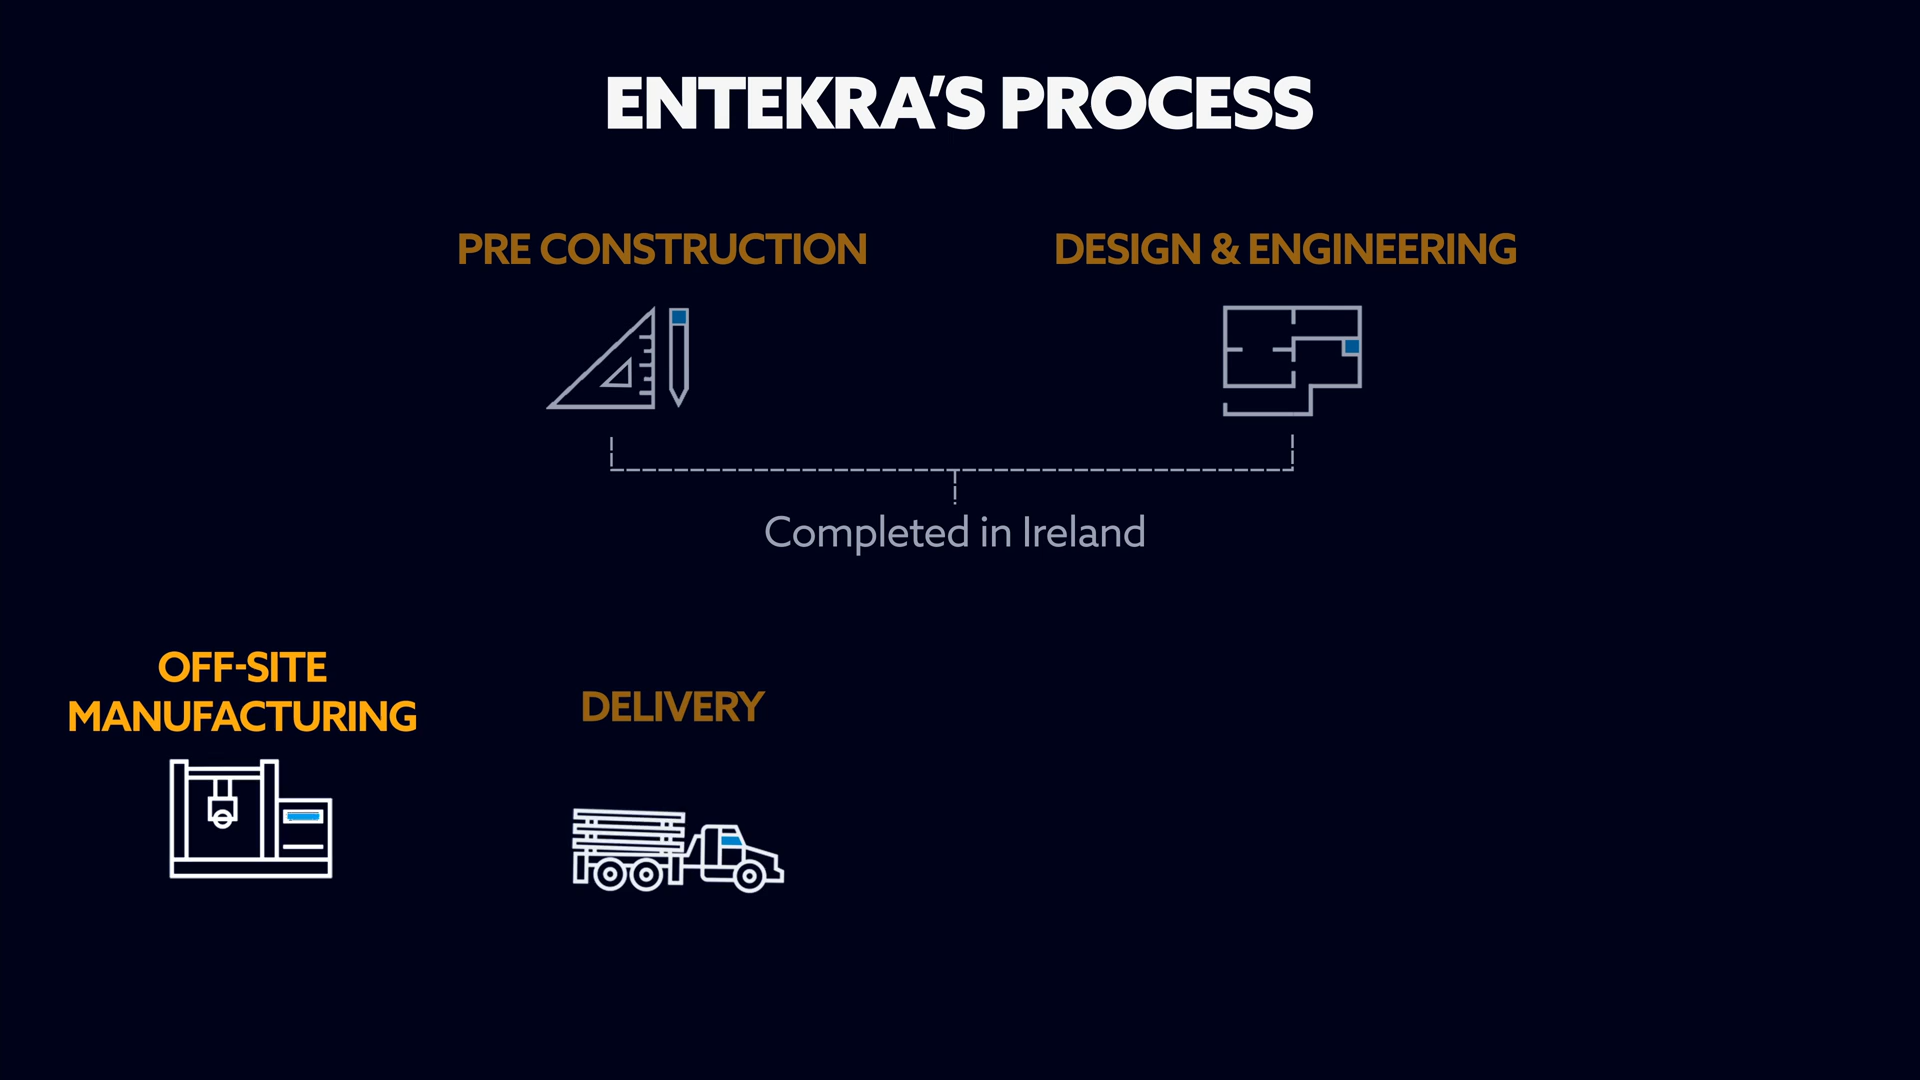 ENTEKRA’S PROCESS
PRE CONSTRUCTION
DESIGN & ENGINEERING
Completed in Ireland
OFF-SITE
MANUFACTURING
DELIVERY